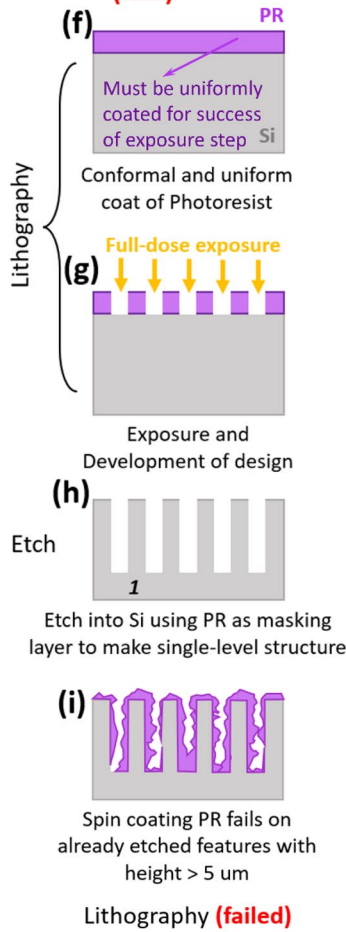 (f)
PR
Must be uniformly
coated for success
of exposure step
Si
Conformal and uniform
coat of Photoresist
Lithography
Full-dose exposure
(g)
Exposure and
Development of design
(h)
Etch
1
Etch into Si using PR as masking
layer to make single-level structure
(i)
Spin coating PR fails on
already etched features with
height > 5 um
Lithography (failed)